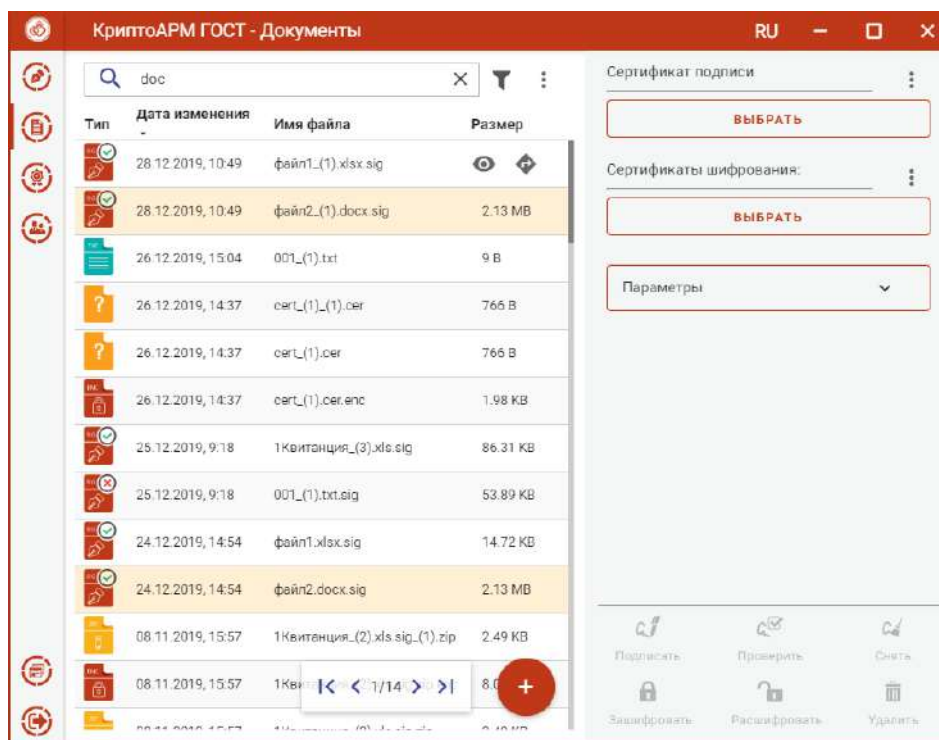 КриптоАРМ ГОСТ - Документы
RU
doc
Тип Дата изменения Имя файла Размер
28.12.2019, 10:49 файл1_(1).xlsx.sig
28.12.2019, 10:49 файл2_(1).docx.sig 2.13 MB
26.12.2019, 15:04 001_(1).txt 9 B
26.12.2019, 14:37 cert_(1)_(1).cer 766 B
26.12.2019, 14:37 cert_(1).cer 766 B
26.12.2019, 14:37 cert_(1).cer.enc 1.98 KB
25.12.2019, 9:18 1Квитанция_(3).xls.sig 86.31 KB
25.12.2019, 9:18 001_(1).txt.sig 53.89 KB
24.12.2019, 14:54 файл1.xlsx.sig 14.72 KB
24.12.2019, 14:54 файл2.docx.sig 2.13 MB
08.11.2019, 15:57 1Квитанция_(2).xls.sig_(1).zip 2.49 KB
08.11.2019, 15:57
1/14
Сертификат подписи
ВЫБРАТЬ
Сертификаты шифрования:
ВЫБРАТЬ
Параметры
Подписать Проверить Снять
Зашифровать Расшифровать Удалить